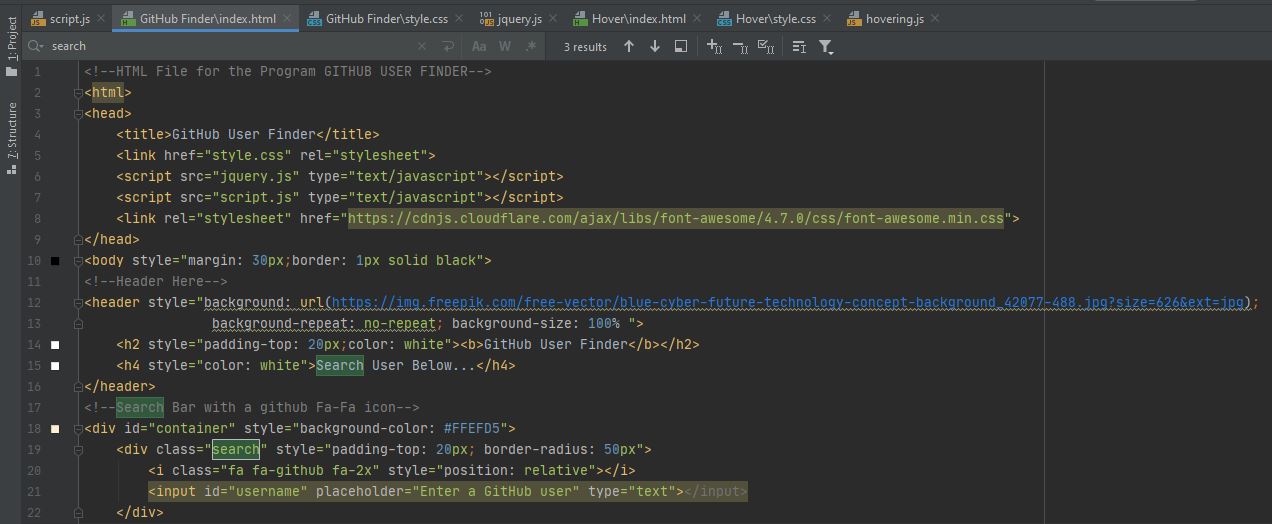 script.js GitHub Finder\index.html GitHub Finder\style.css jquery.js Hover\index.html Hover\style.css hovering.js
search Aa W .* 3 results
1: Project
7: Structure
1 <!--HTML File for the Program GITHUB USER FINDER-->
2 <html>
3 <head>
4 <title>GitHub User Finder</title>
5 <link href="style.css" rel="stylesheet">
6 <script src="jquery.js" type="text/javascript"></script>
7 <script src="script.js" type="text/javascript"></script>
8 <link rel="stylesheet" href="https://cdnjs.cloudflare.com/ajax/libs/font-awesome/4.7.0/css/font-awesome.min.css">
9 </head>
10 <body style="margin: 30px;border: 1px solid black">
11 <!--Header Here-->
12 <header style="background: url(https://img.freepik.com/free-vector/blue-cyber-future-technology-concept-background_42077-488.jpg?size=626&ext=jpg);
13 background-repeat: no-repeat; background-size: 100% ">
14 <h2 style="padding-top: 20px;color: white"><b>GitHub User Finder</b></h2>
15 <h4 style="color: white">Search User Below...</h4>
16 </header>
17 <!--Search Bar with a github Fa-Fa icon-->
18 <div id="container" style="background-color: #FFEFD5">
19 <div class="search" style="padding-top: 20px; border-radius: 50px">
20 <i class="fa fa-github fa-2x" style="position: relative"></i>
21 <input id="username" placeholder="Enter a GitHub user" type="text"></input>
22 </div>